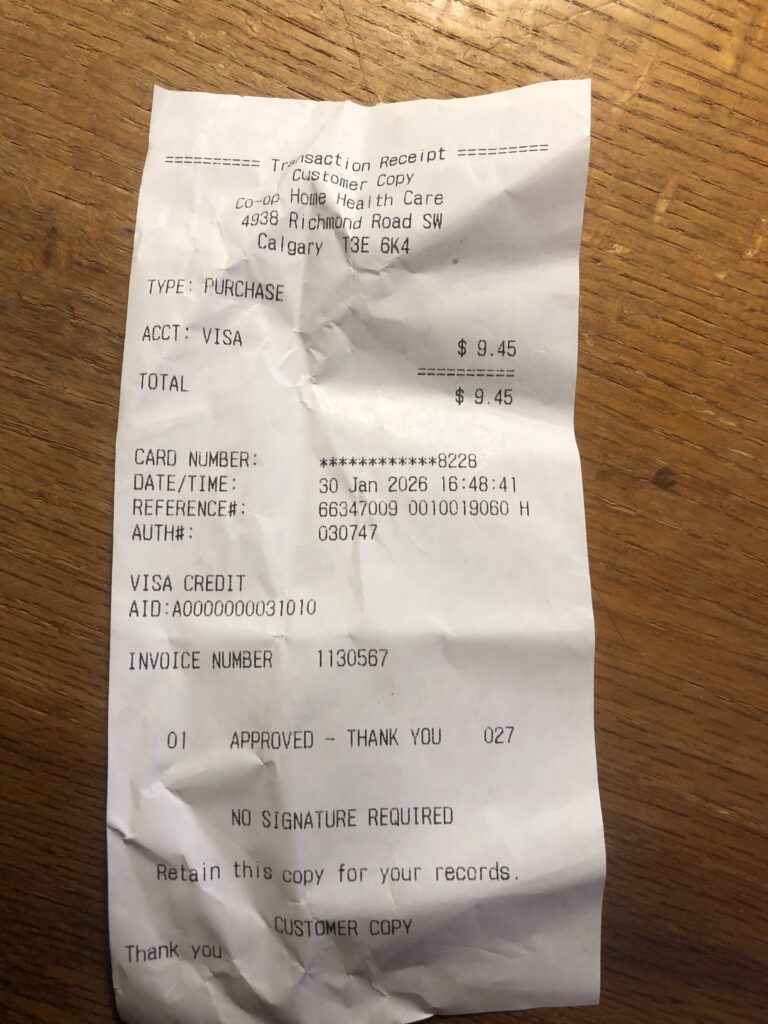 ========== Transaction Receipt =========
Customer Copy
Co-op Home Health Care
4938 Richmond Road SW
Calgary T3E 6K4
TYPE: PURCHASE
ACCT: VISA $ 9.45
==========
TOTAL $ 9.45
CARD NUMBER: ************8228
DATE/TIME: 30 Jan 2026 16:48:41
REFERENCE#: 66347009 0010019060 H
AUTH#: 030747
VISA CREDIT
AID:A0000000031010
INVOICE NUMBER 1130567
01 APPROVED - THANK YOU 027
NO SIGNATURE REQUIRED
Retain this copy for your records.
CUSTOMER COPY
Thank you